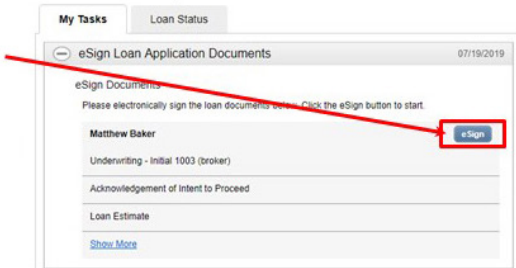 My Tasks
Loan Status
eSign Loan Application Documents 07/19/2019
eSign Documents
Please electronically sign the loan documents below. Click the eSign button to start.
Matthew Baker eSign
Underwriting - Initial 1003 (broker)
Acknowledgement of Intent to Proceed
Loan Estimate
Show More